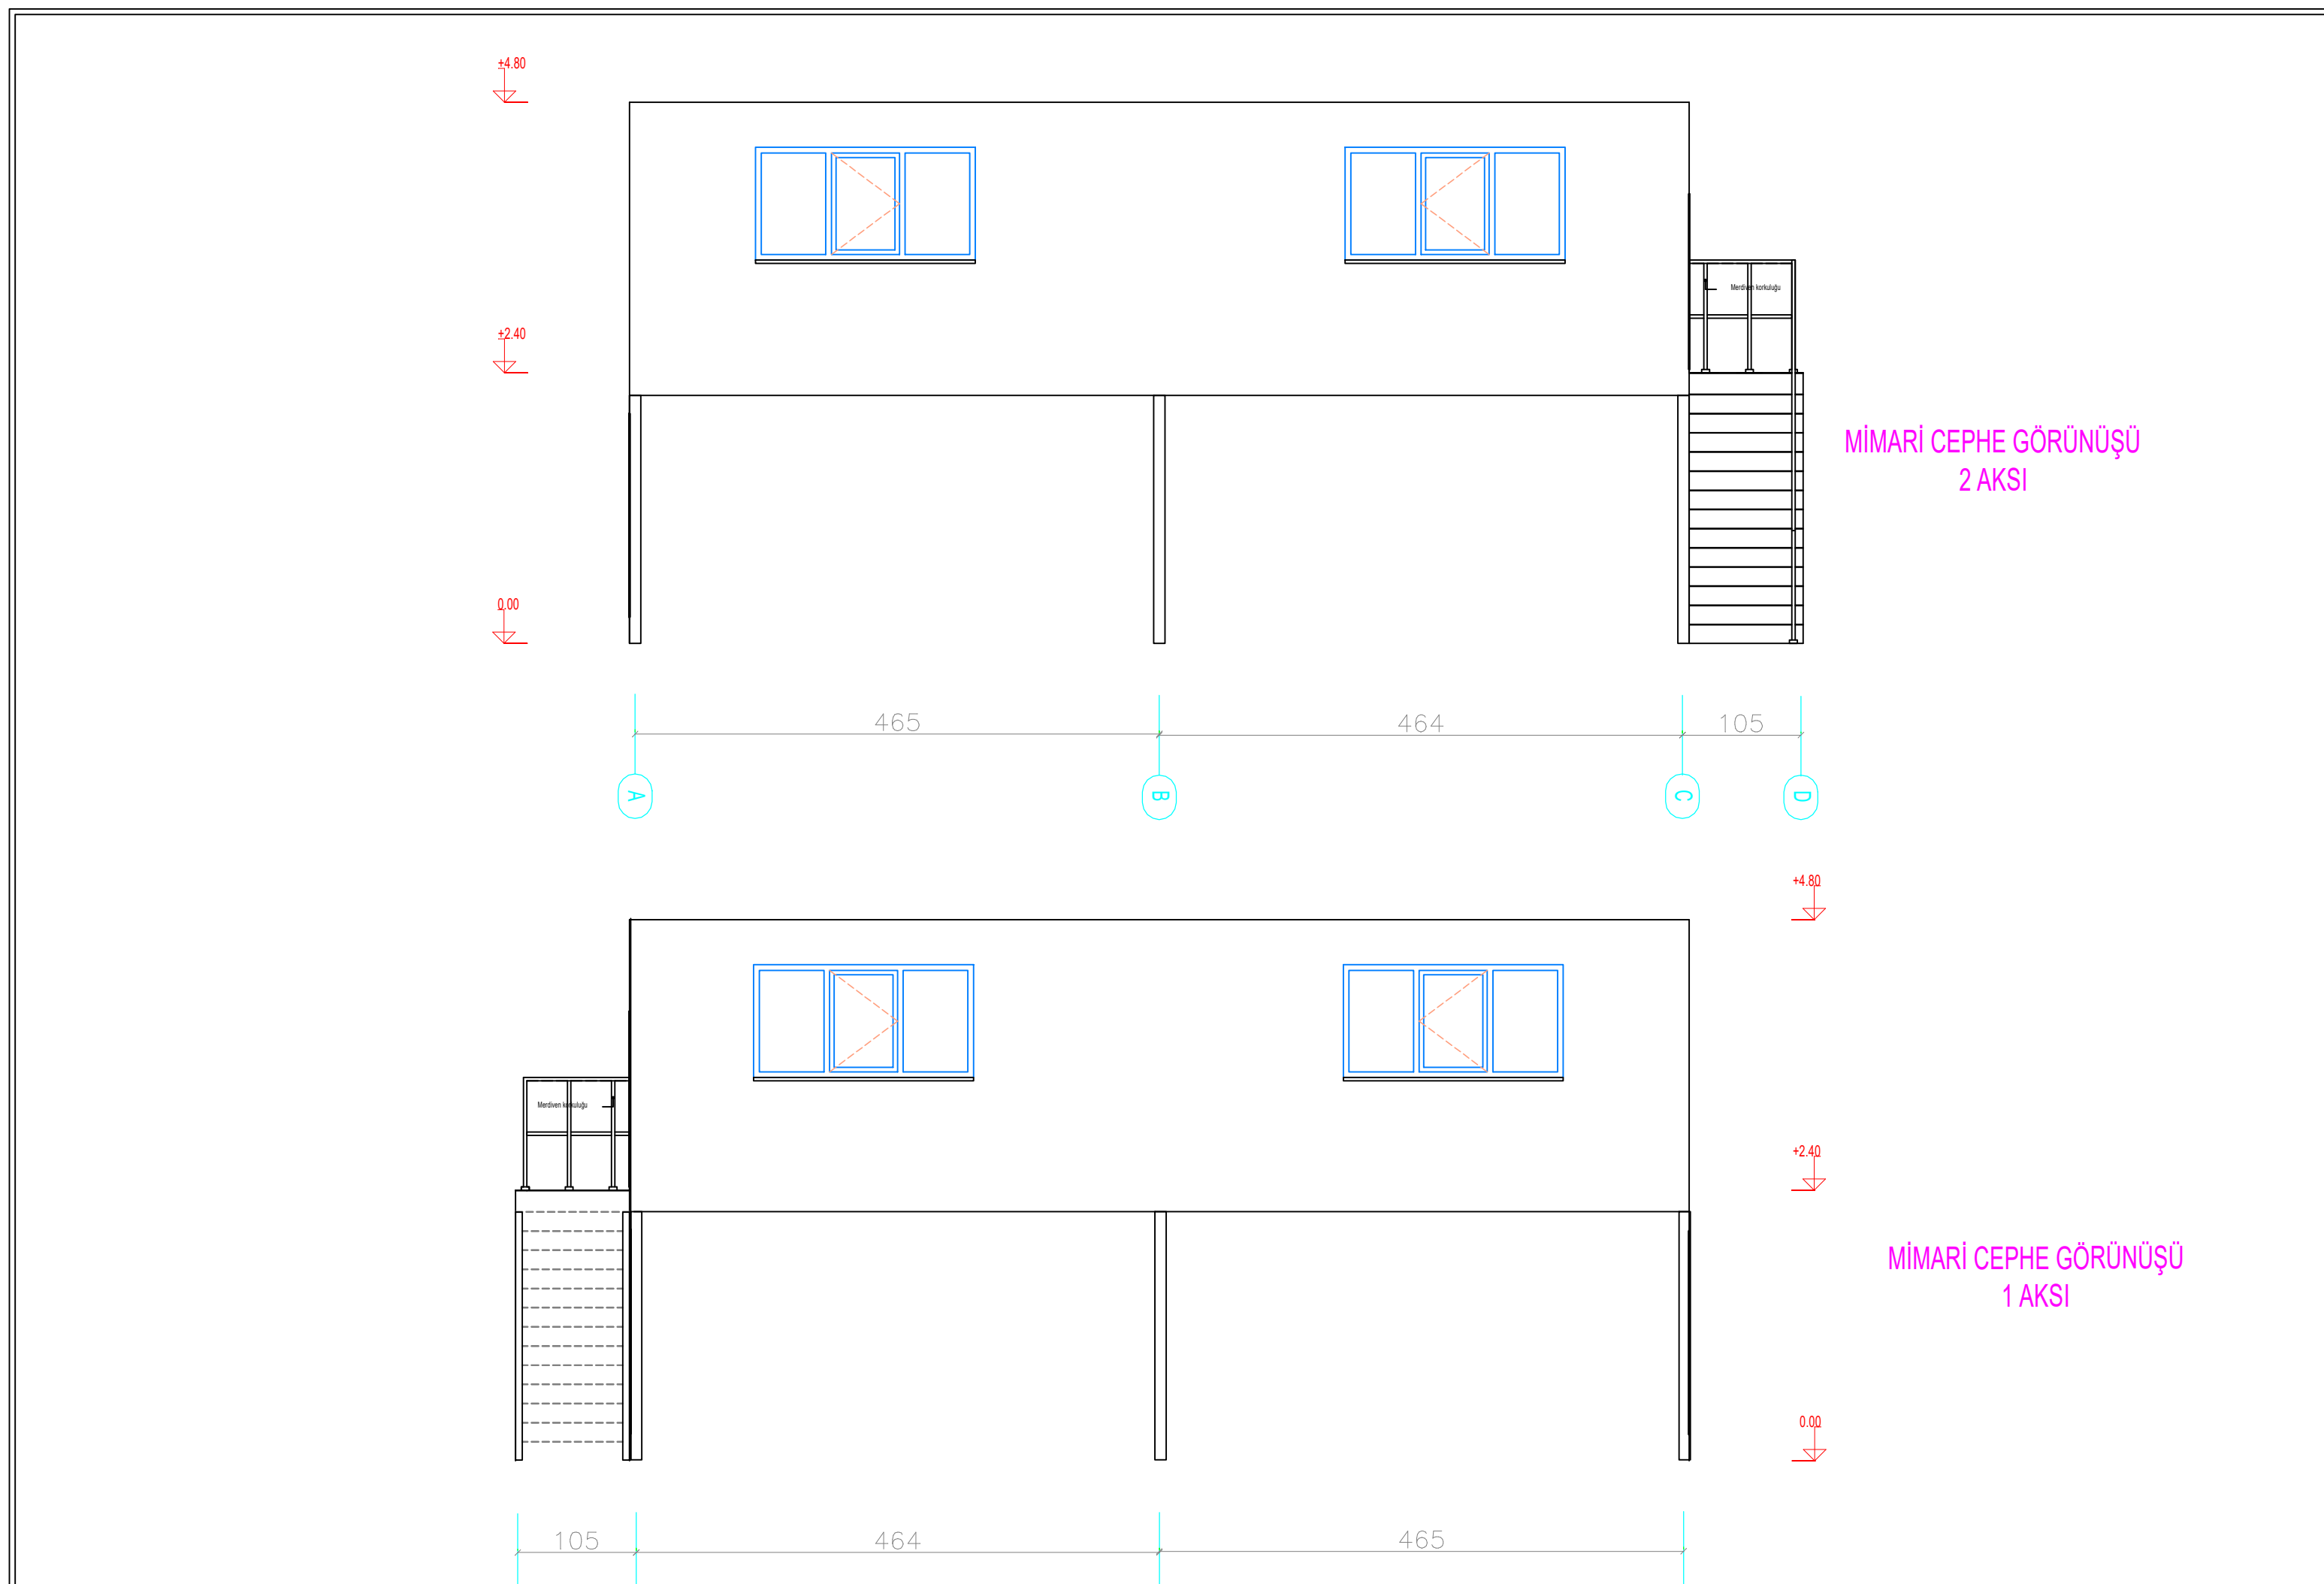 +4.80
Merdiven korkuluğu
+2.40
MİMARİ CEPHE GÖRÜNÜŞÜ
2 AKSI
0.00
465
464
105
A
B
C
D
+4.80
Merdiven korkuluğu
+2.40
MİMARİ CEPHE GÖRÜNÜŞÜ
1 AKSI
0.00
105
464
465